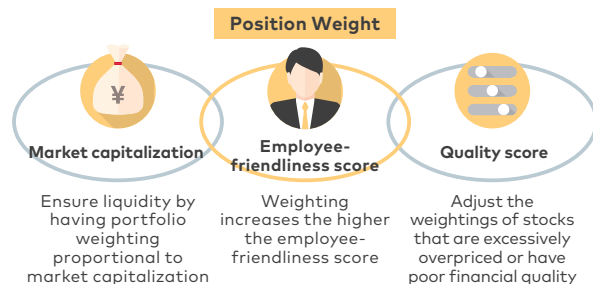 Position Weight
¥
Market capitalization
Employee-
friendliness score
Quality score
Ensure liquidity by
having portfolio
weighting
proportional to
market capitalization
Weighting
increases the higher
the employee-
friendliness score
Adjust the
weightings of stocks
that are excessively
overpriced or have
poor financial quality